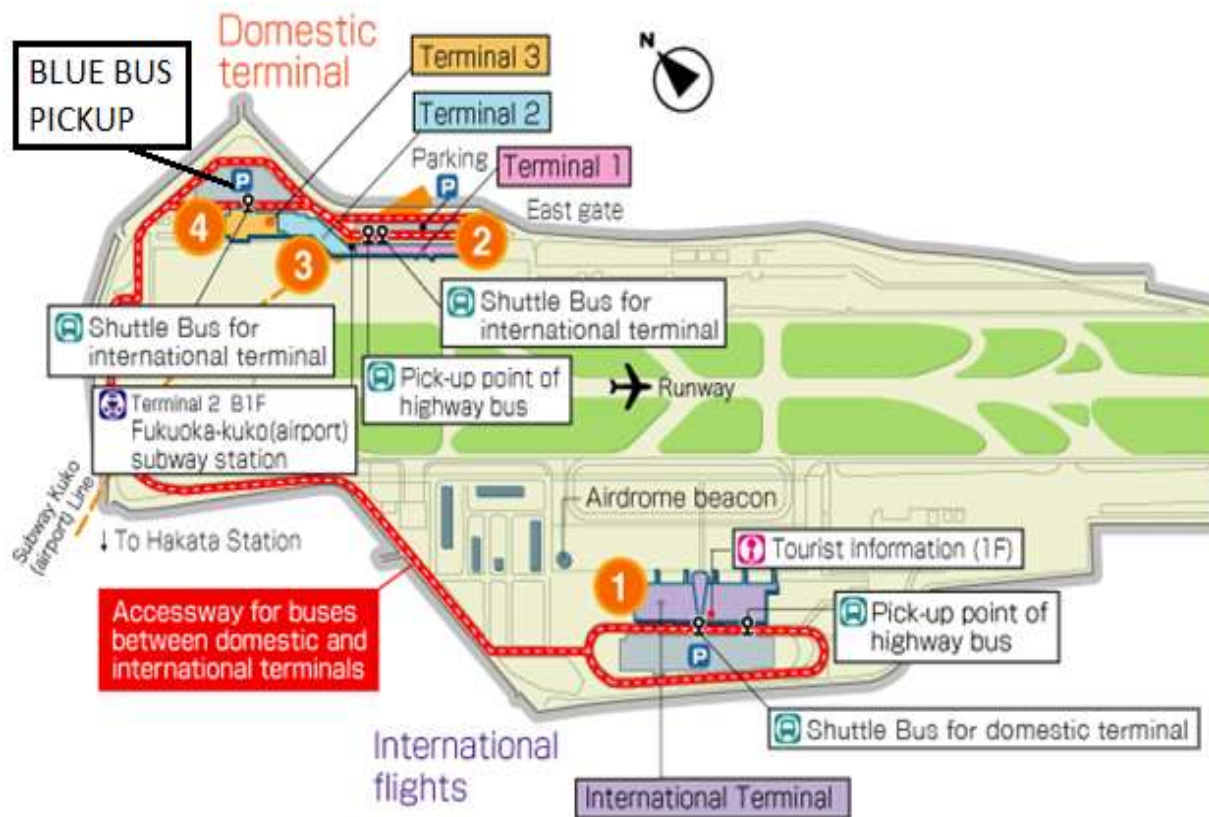 Domestic
terminal
BLUE BUS
PICKUP
Terminal 3
Terminal 2
Terminal 1
N
P
Parking
P
East gate
4
3
2
Shuttle Bus for
international terminal
Shuttle Bus for
international terminal
Pick-up point of
highway bus
Terminal 2 B1F
Fukuoka-kuko(airport)
subway station
Runway
Subway Kuko
(airport) Line
↓ To Hakata Station
Airdrome beacon
Tourist Information (1F)
1
Pick-up point of
highway bus
Accessway for buses
between domestic and
international terminals
P
Shuttle Bus for domestic terminal
International
flights
International Terminal